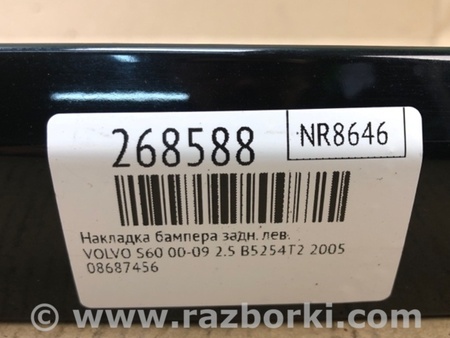 268588
NR8646
Накладка бампера задн. лев.
VOLVO S60 00-09 2.5 B5254T2 2005
08687456
© www.razborki.com